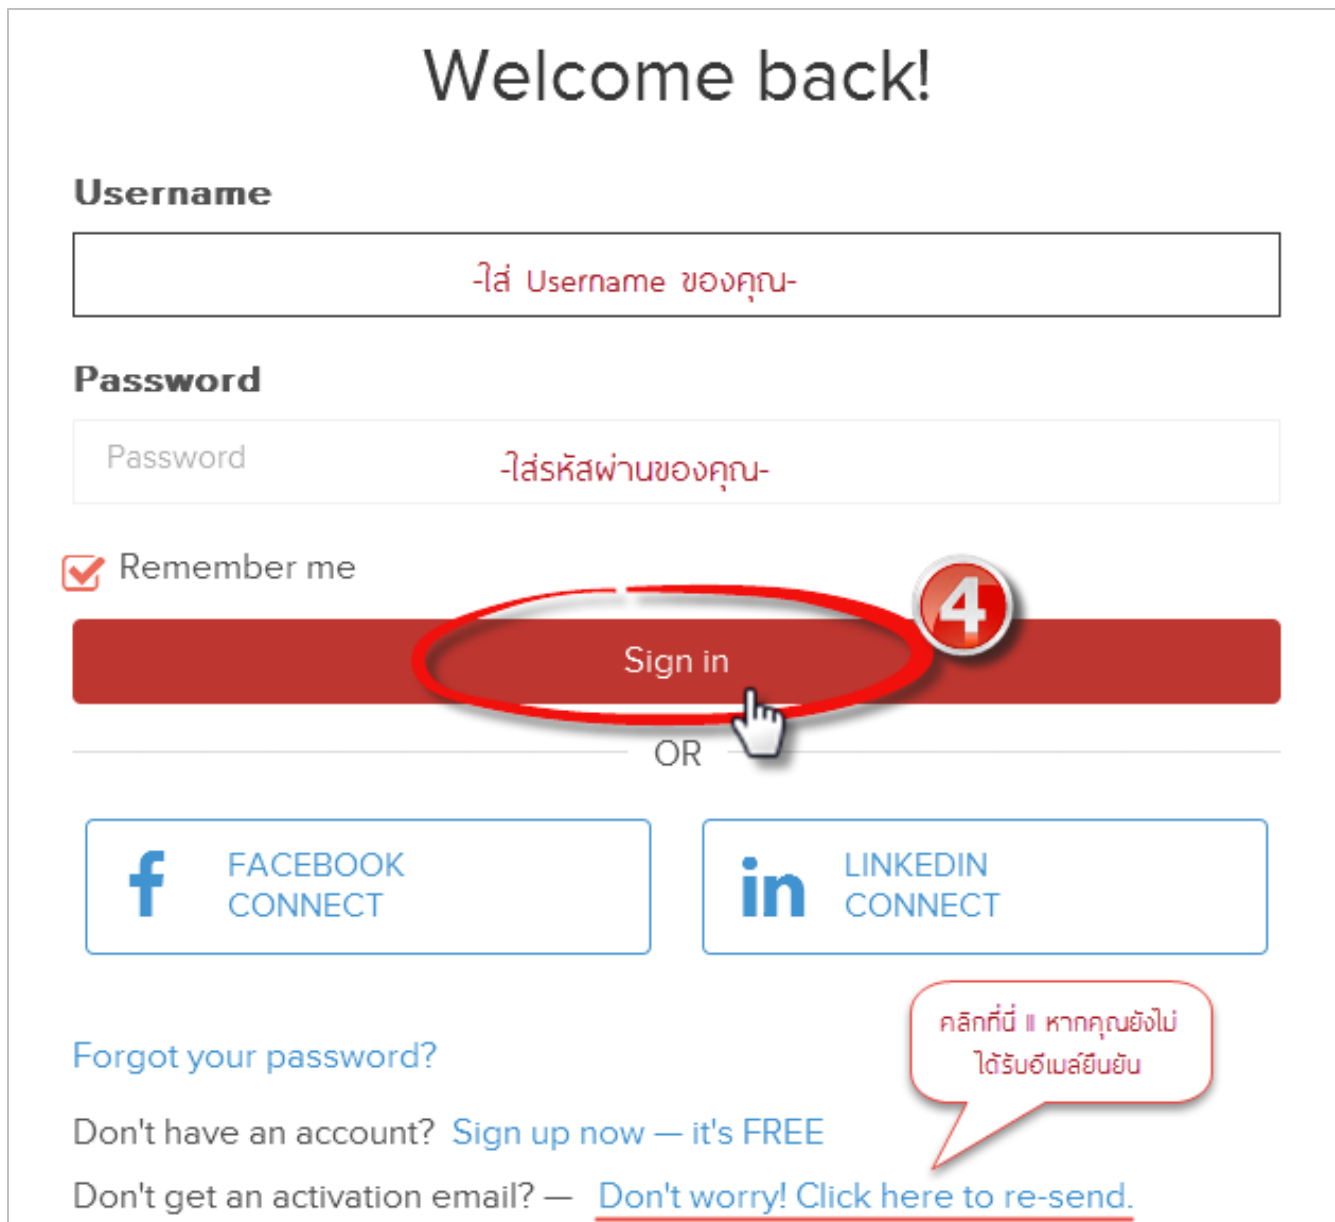 Welcome back!
Username
-ใส่ Username ของคุณ-
Password
Password
-ใส่รหัสผ่านของคุณ-
Remember me
4
Sign in
OR
FACEBOOK
CONNECT
LINKEDIN
CONNECT
คลิกที่นี่ || หากคุณยังไม่
ได้รับอีเมล์ยืนยัน
Forgot your password?
Don't have an account? Sign up now — it's FREE
Don't get an activation email? — Don't worry! Click here to re-send.